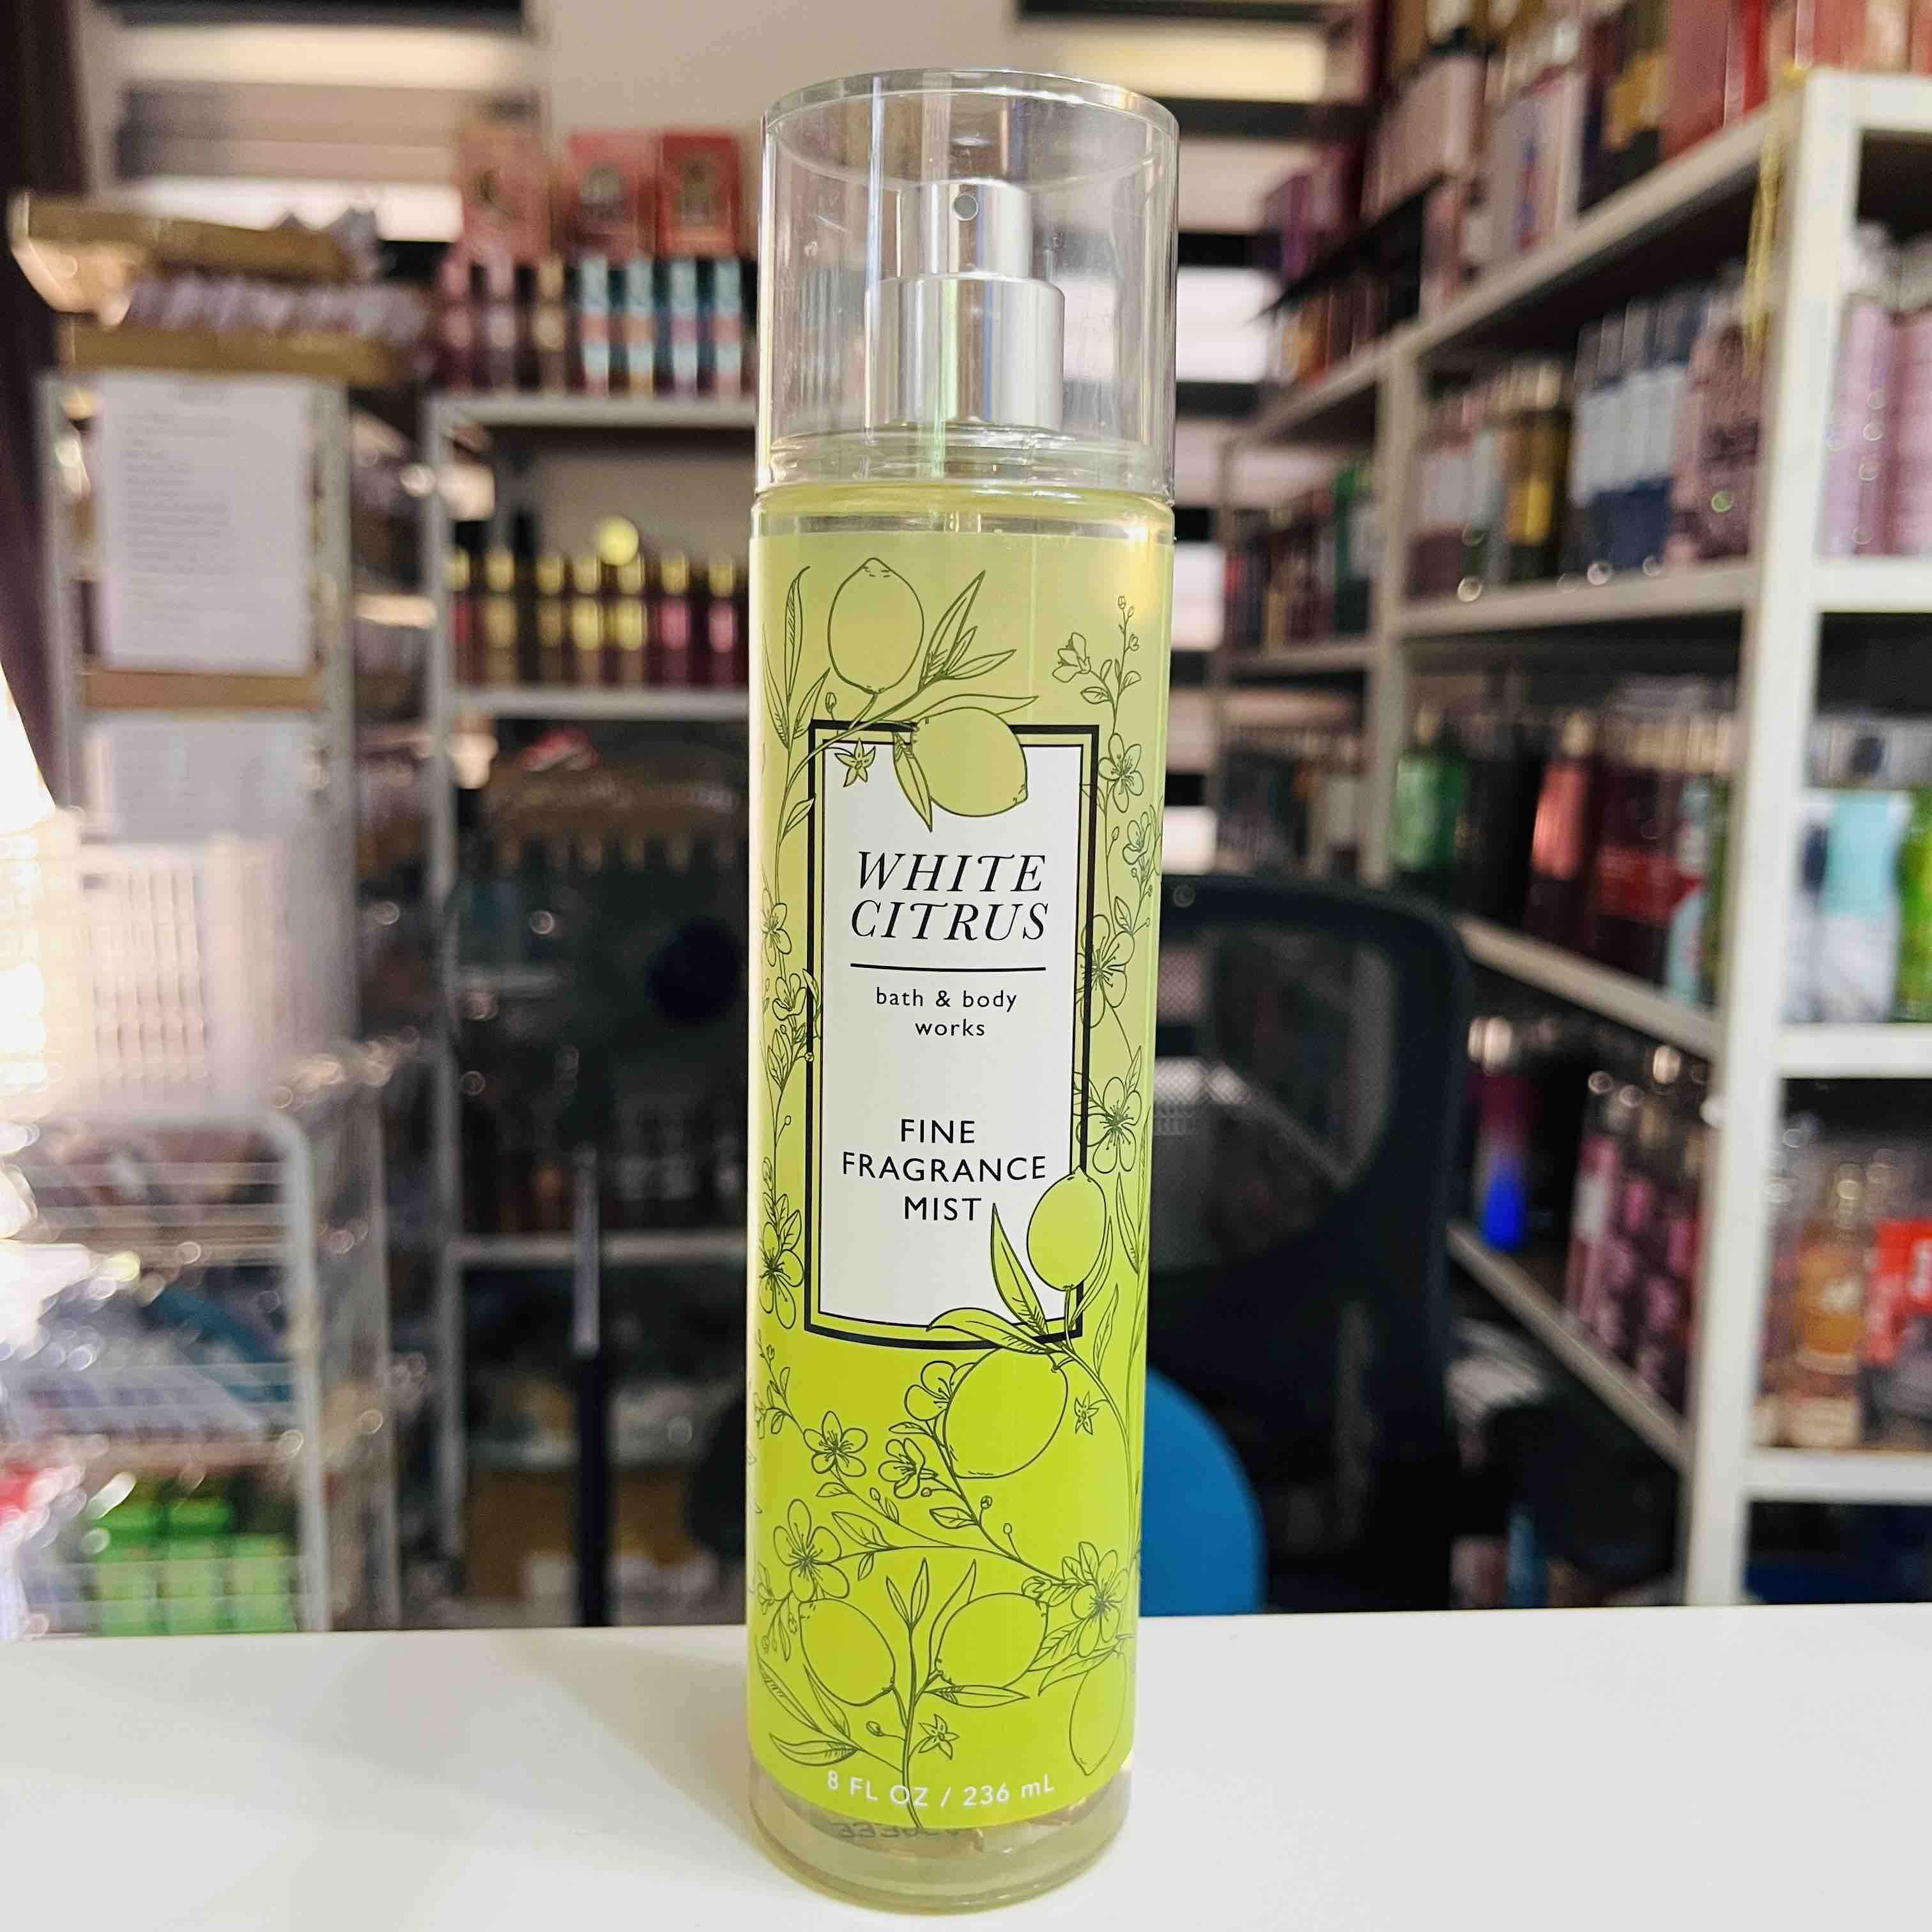 WHITE
CITRUS
bath & body
works
FINE
FRAGRANCE
MIST
8 FL OZ / 236 mL